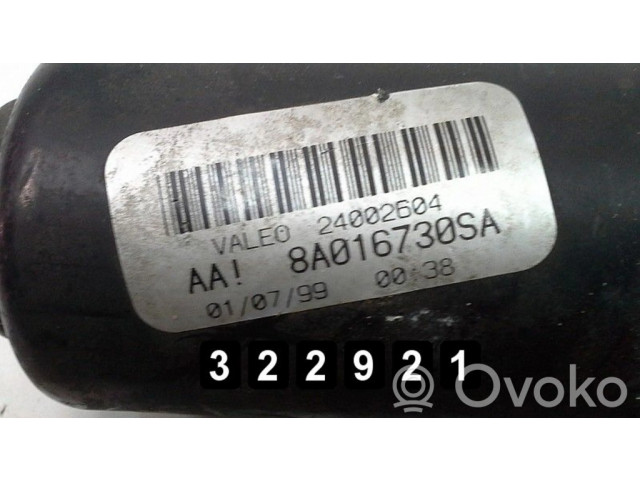 VALEO 24002604
AA! 8A016730SA
01/07/99 00:38
322921
Ovoko